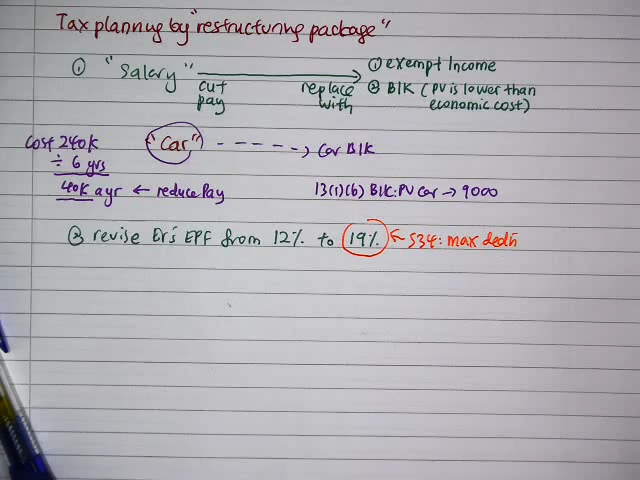 Tax planning by "restructuring package"
① "Salary" → ① exempt Income
cut pay replace with ② BIK (PV is lower than economic cost)
Cost 240k "Car" - - - - - → Car BIK
÷ 6 yrs
40k a yr ← reduce Pay 13(1)(b) BIK: PV Car → 9000
② revise Er's EPF from 12% to 19% ← S34: max dedn